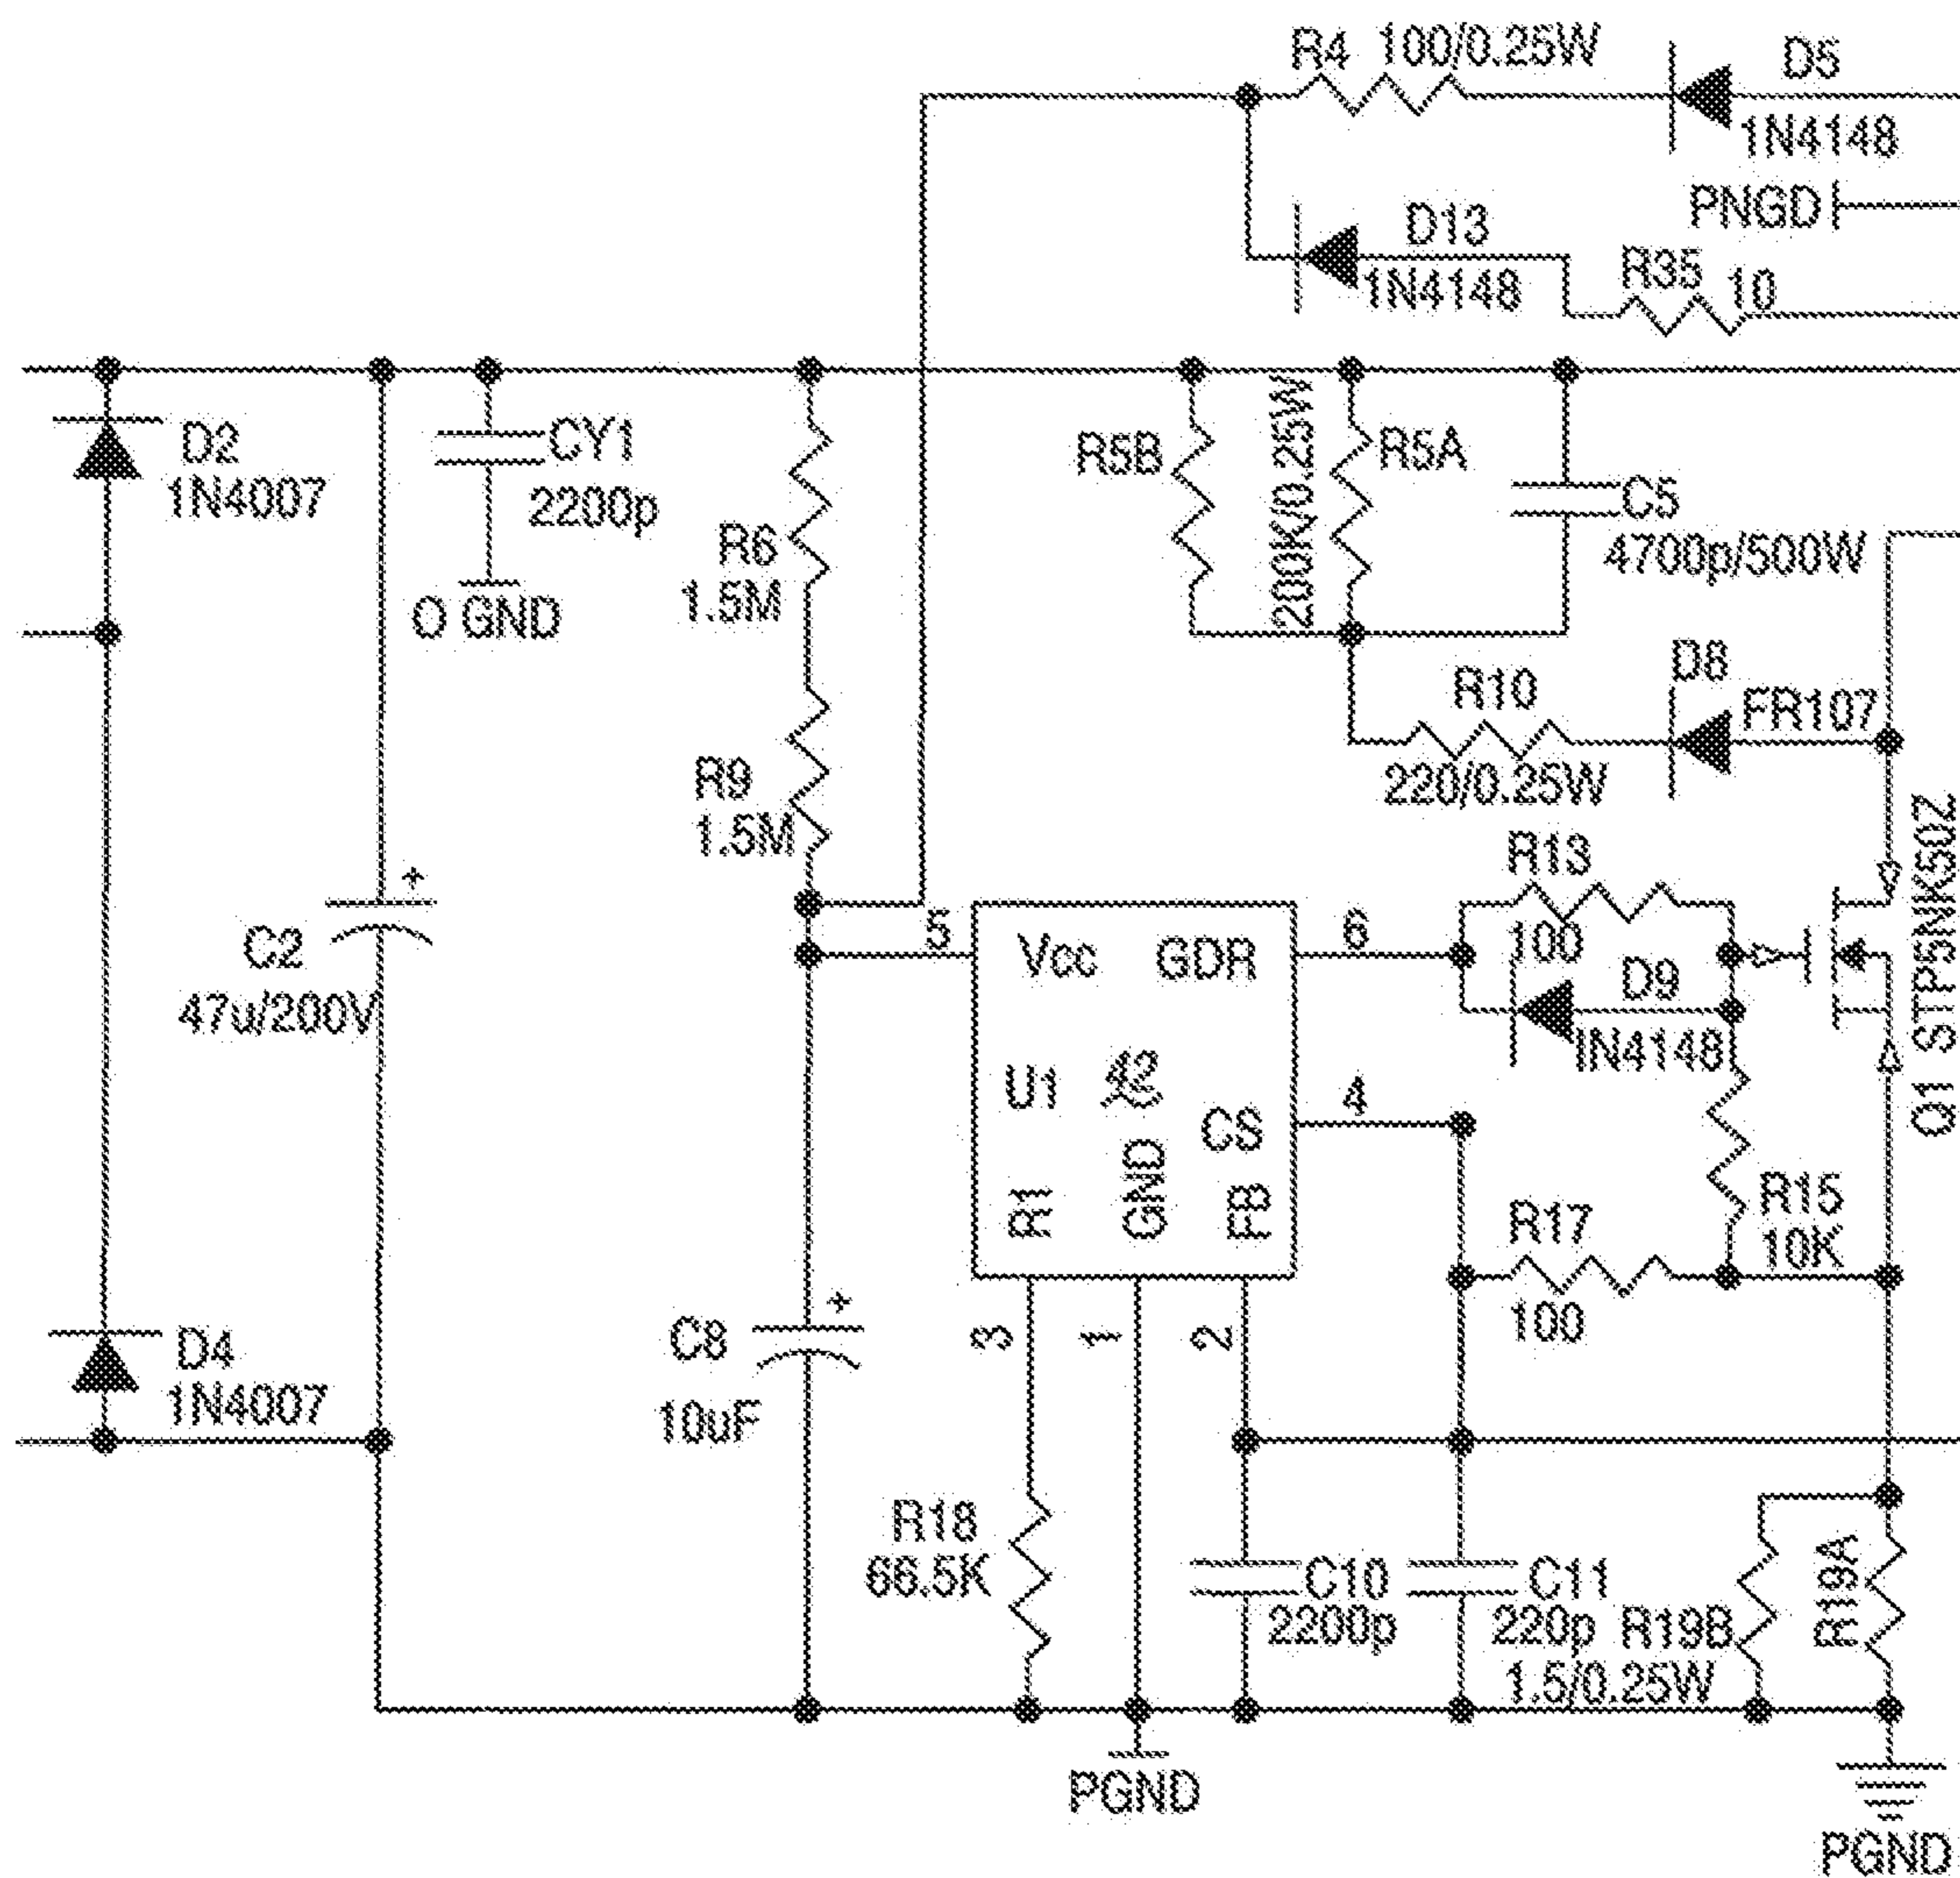 R4 100/0.25W
D5
1N4148
PNGD
D13
1N4148
R35 10
D2
1N4007
CY1
2200p
O GND
R6
1.5M
R5B
200K/0.25W
R5A
C5
4700p/500W
D8
FR107
R10
220/0.25W
R9
1.5M
C2
+
47u/200V
5
Vcc
GDR
6
R13
100
D9
IN4148
Q1 STP5NK50Z
U1
42
CS
4
R1
GND
FB
R15
10K
R17
100
3
1
2
D4
1N4007
C8
+
10uF
R18
66.5K
C10
2200p
C11
220p
R19B
1.5/0.25W
R19A
PGND
PGND